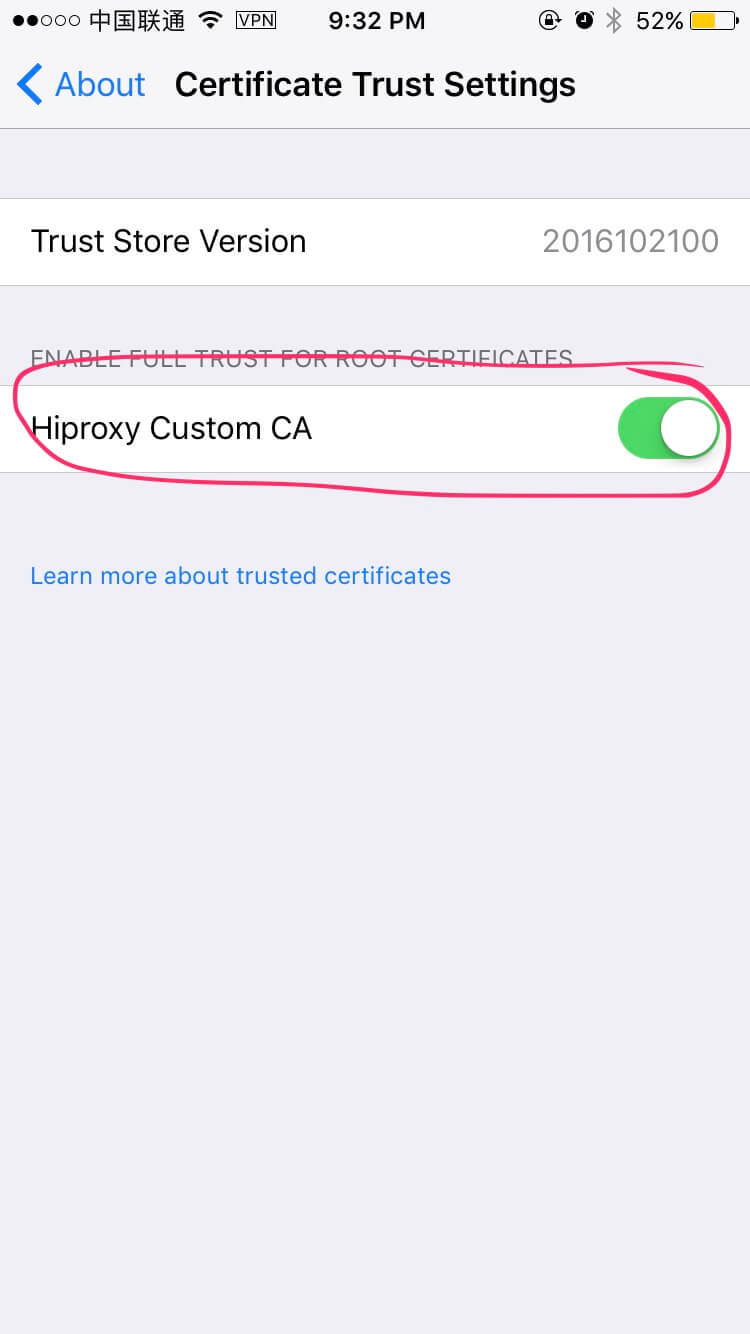 中国联通 VPN 9:32 PM 52%
About Certificate Trust Settings
Trust Store Version 2016102100
ENABLE FULL TRUST FOR ROOT CERTIFICATES
Hiproxy Custom CA
Learn more about trusted certificates